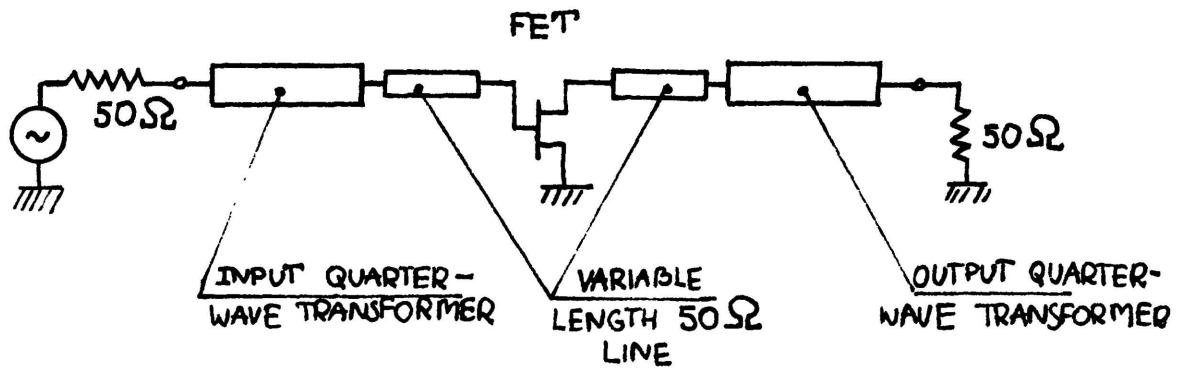 FET
50Ω
50Ω
INPUT QUARTER-
WAVE TRANSFORMER
VARIABLE
LENGTH 50Ω
LINE
OUTPUT QUARTER-
WAVE TRANSFORMER